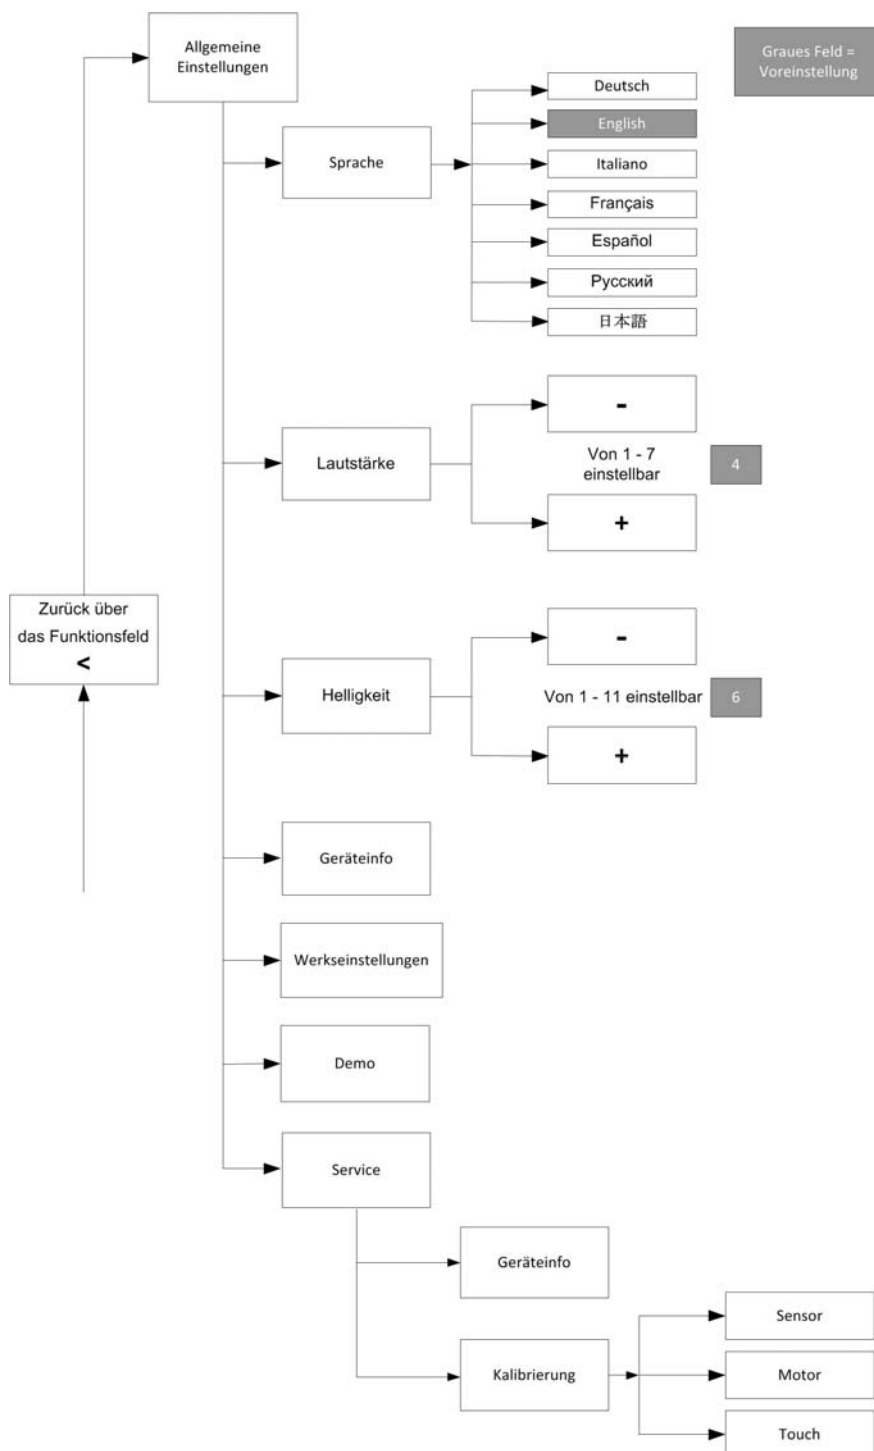 Allgemeine
Einstellungen
Graues Feld =
Voreinstellung
Sprache
Deutsch
English
Italiano
Français
Español
Русский
日本語
Lautstärke
-
Von 1 - 7
einstellbar
4
+
Zurück über
das Funktionsfeld
<
Helligkeit
-
Von 1 - 11 einstellbar
6
+
Geräteinfo
Werkseinstellungen
Demo
Service
Geräteinfo
Kalibrierung
Sensor
Motor
Touch